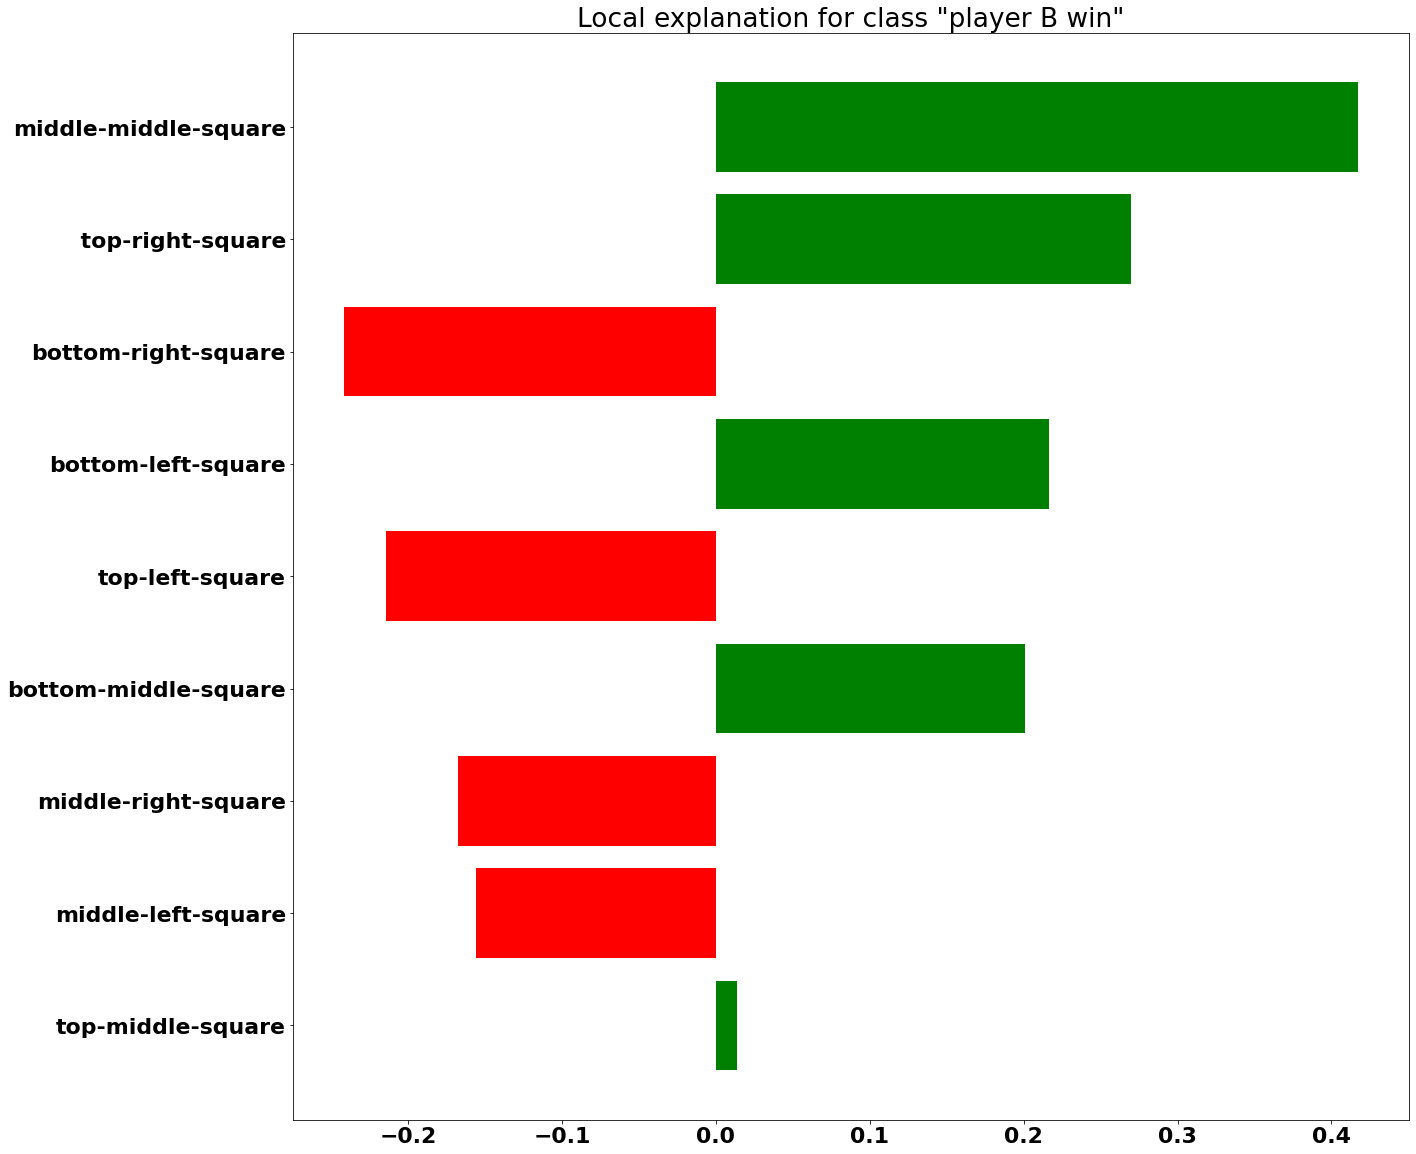 Local explanation for class "player B win"
middle-middle-square
top-right-square
bottom-right-square
bottom-left-square
top-left-square
bottom-middle-square
middle-right-square
middle-left-square
top-middle-square
−0.2 −0.1 0.0 0.1 0.2 0.3 0.4